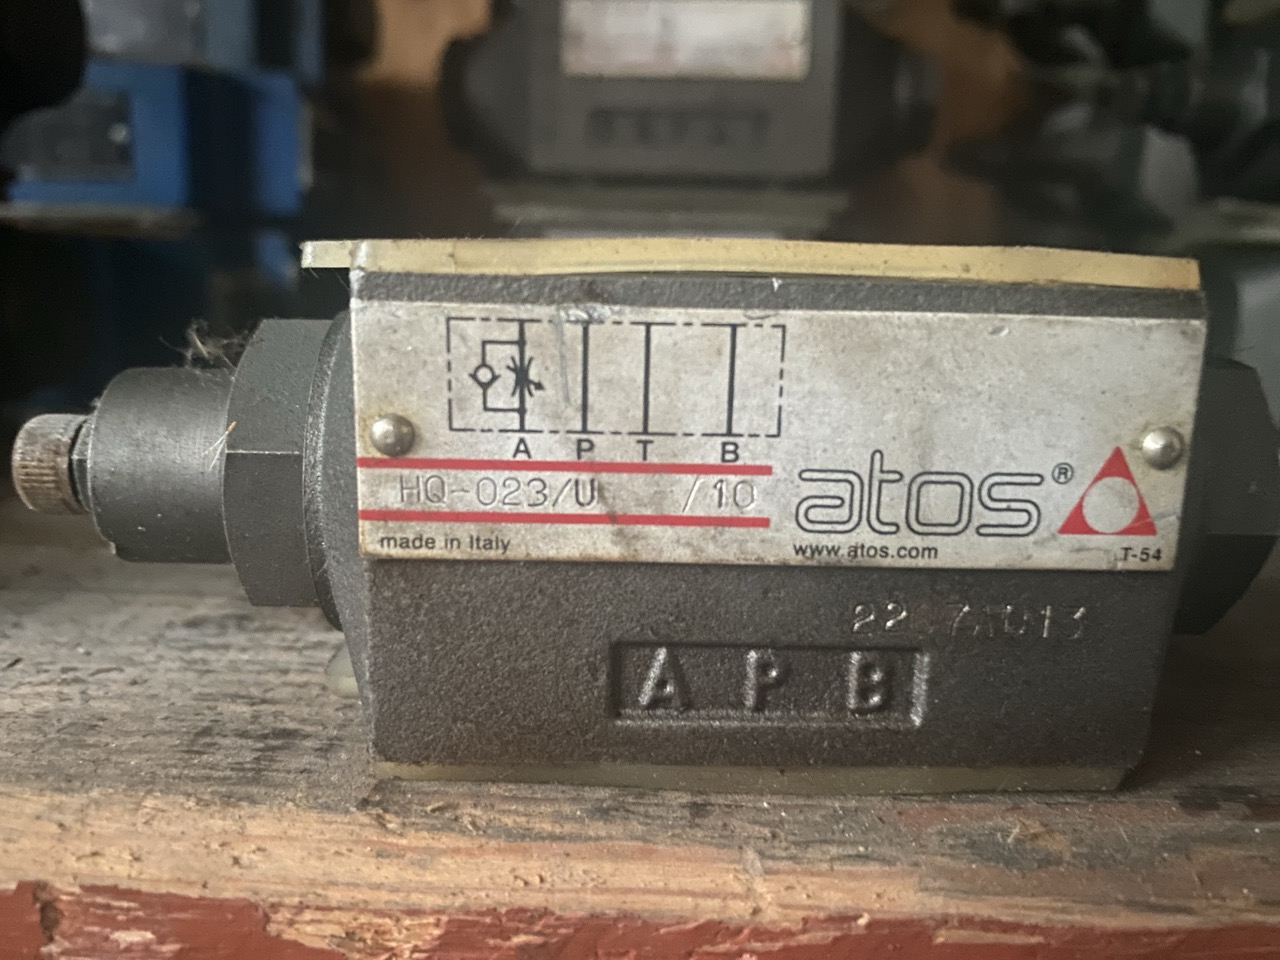 A P T B
HQ-023/U /10
atos®
made in Italy
www.atos.com
T-54
A P B